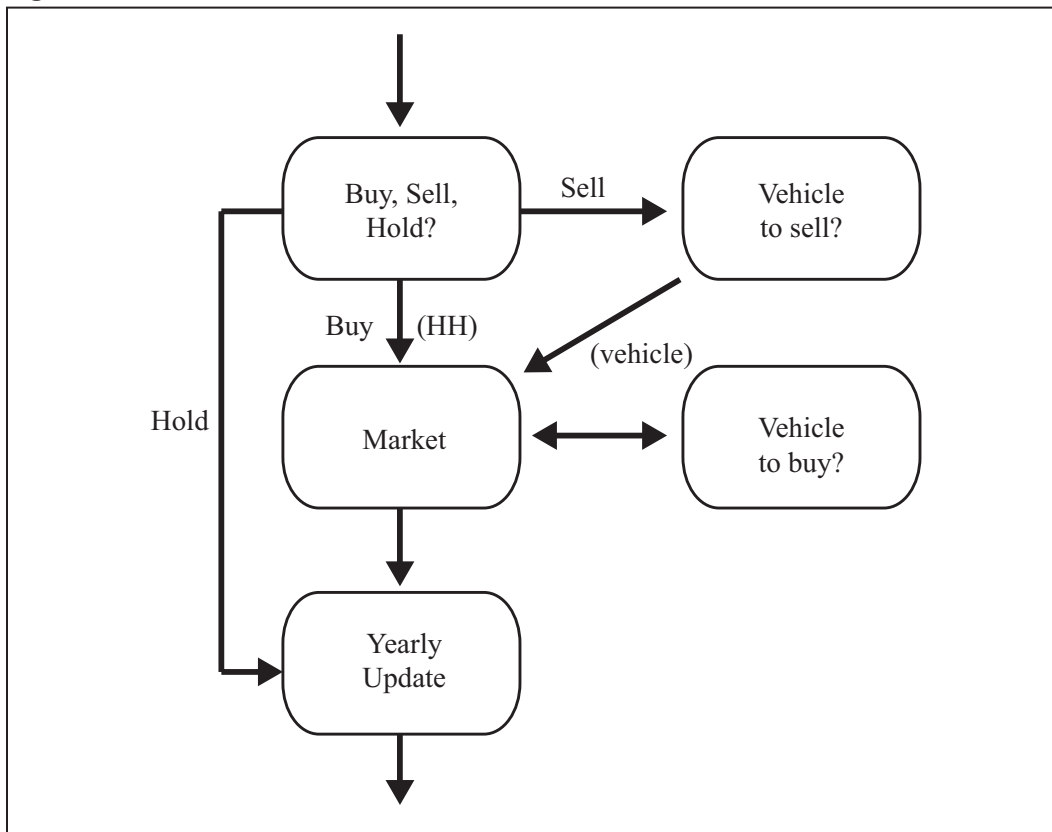 Buy, Sell,
Hold?
Sell
Vehicle
to sell?
Buy (HH)
(vehicle)
Hold
Market
Vehicle
to buy?
Yearly
Update